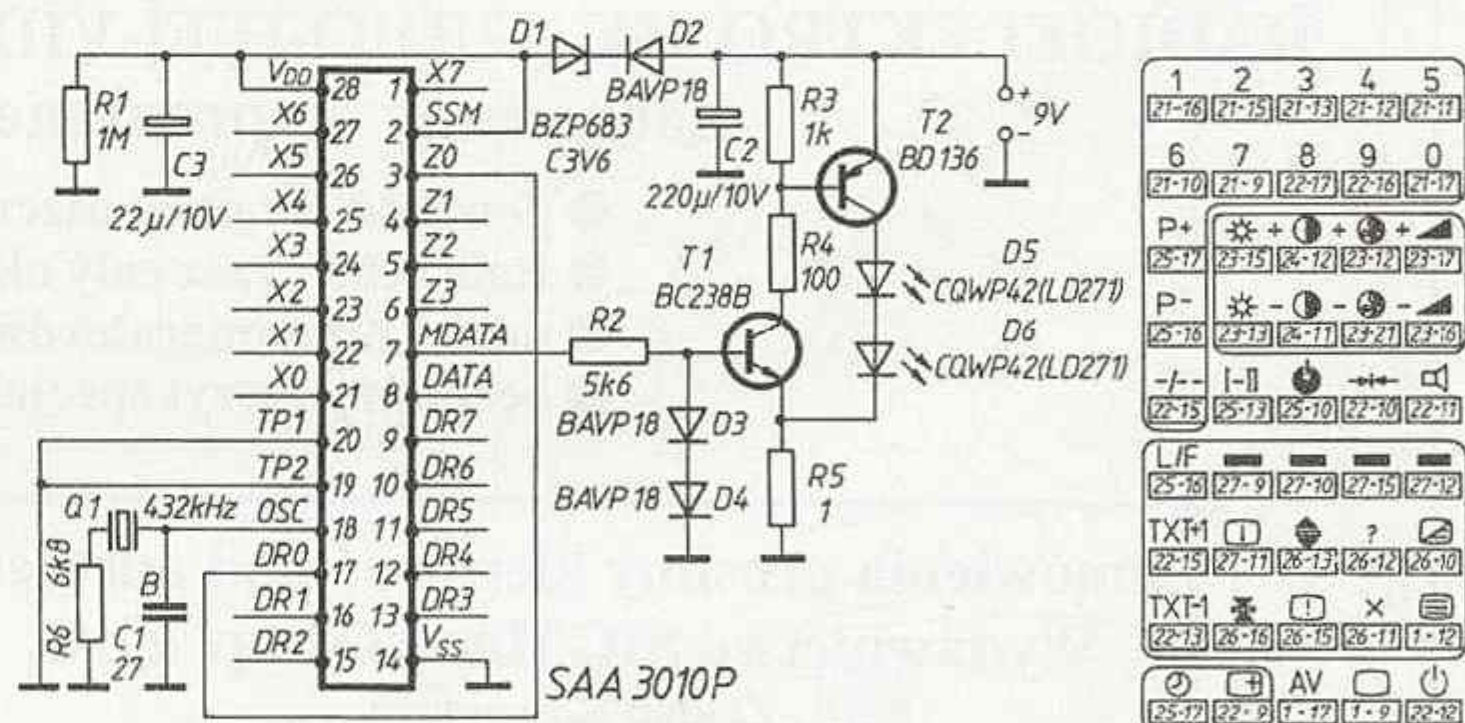 D1
D2
BAVP18
BZP683
C3V6
R1
1M
C3
22µ/10V
C2
220µ/10V
R3
1k
R4
100
T2
BD 136
+
9V
−
T1
BC238B
R2
5k6
D5
CQWP42(LD271)
D6
CQWP42(LD271)
BAVP18 D3
BAVP18 D4
R5
1
VDD 28
X6 27
X5 26
X4 25
X3 24
X2 23
X1 22
X0 21
TP1 20
TP2 19
OSC 18
DR0 17
DR1 16
DR2 15
1 X7
2 SSM
3 Z0
4 Z1
5 Z2
6 Z3
7 MDATA
8 DATA
9 DR7
10 DR6
11 DR5
12 DR4
13 DR3
14 VSS
Q1 432kHz
R6 6k8
B
C1
27
SAA 3010P
1 2 3 4 5
21-16 21-15 21-13 21-12 21-11
6 7 8 9 0
21-10 21-9 22-17 22-16 21-17
P+ + + +
25-17 23-15 24-12 23-12 23-17
P- - - -
25-16 23-13 24-11 23-21 23-16
-/--
22-15 25-13 25-10 22-10 22-11
L/F
25-16 27-9 27-10 27-15 27-12
TXT+1 ?
22-15 27-11 26-13 26-12 26-10
TXT-1 ! ×
22-13 26-16 26-15 26-11 1-12
AV
25-17 22-9 1-17 1-9 22-12